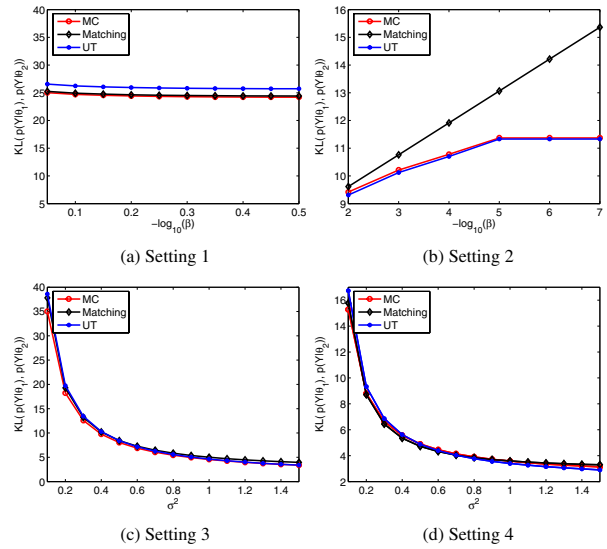 40
35
30
25
20
15
10
5
KL( p(Y|θ1), p(Y|θ2))
MC
Matching
UT
0.1 0.2 0.3 0.4 0.5
−log10(β)
(a) Setting 1
16
15
14
13
12
11
10
9
KL( p(Y|θ1), p(Y|θ2))
MC
Matching
UT
2 3 4 5 6 7
−log10(β)
(b) Setting 2
40
35
30
25
20
15
10
5
0
KL( p(Y|θ1), p(Y|θ2))
MC
Matching
UT
0.2 0.4 0.6 0.8 1 1.2 1.4
σ2
(c) Setting 3
16
14
12
10
8
6
4
2
KL( p(Y|θ1), p(Y|θ2))
MC
Matching
UT
0.2 0.4 0.6 0.8 1 1.2 1.4
σ2
(d) Setting 4